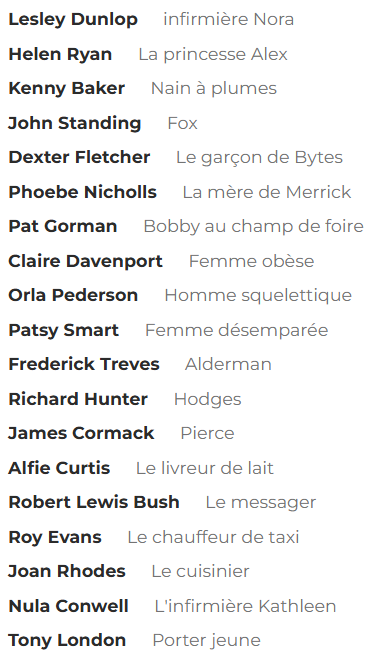 Lesley Dunlop infirmière Nora
Helen Ryan La princesse Alex
Kenny Baker Nain à plumes
John Standing Fox
Dexter Fletcher Le garçon de Bytes
Phoebe Nicholls La mère de Merrick
Pat Gorman Bobby au champ de foire
Claire Davenport Femme obèse
Orla Pederson Homme squelettique
Patsy Smart Femme désemparée
Frederick Treves Alderman
Richard Hunter Hodges
James Cormack Pierce
Alfie Curtis Le livreur de lait
Robert Lewis Bush Le messager
Roy Evans Le chauffeur de taxi
Joan Rhodes Le cuisinier
Nula Conwell L'infirmière Kathleen
Tony London Porter jeune